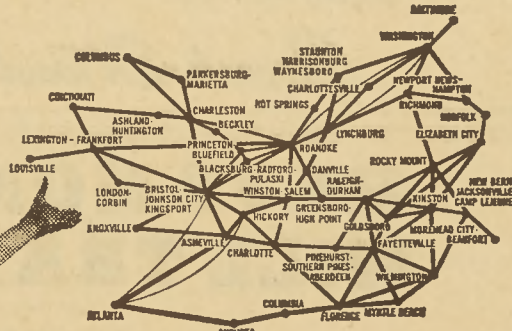 BALTIMORE
WASHINGTON
COLUMBUS
STAUNTON
HARRISONBURG
WAYNESBORO
PARKERSBURG-
MARIETTA
CHARLOTTESVILLE
NEWPORT NEWS-
HAMPTON
HOT SPRINGS
RICHMOND
CINCINNATI
CHARLESTON
NORFOLK
ASHLAND-
HUNTINGTON
BECKLEY
LYNCHBURG
ELIZABETH CITY
LEXINGTON-FRANKFORT
PRINCETON
BLUEFIELD
ROANOKE
LOUISVILLE
ROCKY MOUNT
BLACKSBURG-RADFORD-
PULASKI
DANVILLE
RALEIGH-
DURHAM
LONDON-
CORBIN
BRISTOL-
JOHNSON CITY
KINGSPORT
WINSTON-SALEM
NEW BERN
JACKSONVILLE
CAMP LEJEUNE
GREENSBORO-
HIGH POINT
KINSTON
HICKORY
GOLDSBORO
KNOXVILLE
MOREHEAD CITY-
BEAUFORT
ASHEVILLE
CHARLOTTE
FAYETTEVILLE
PINEHURST-
SOUTHERN PINES-
ABERDEEN
WILMINGTON
COLUMBIA
ATLANTA
FLORENCE
MYRTLE BEACH
AUGUSTA